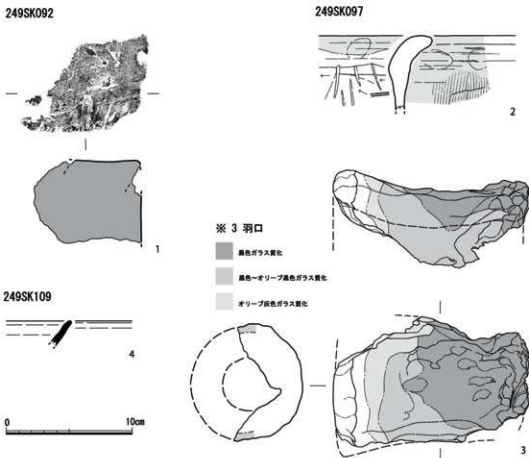 249SK092
1
249SK097
2
※ 3 羽口
黒色ガラス質化
黒色~オリーブ黒色ガラス質化
オリーブ灰色ガラス質化
3
249SK109
4
0 10cm